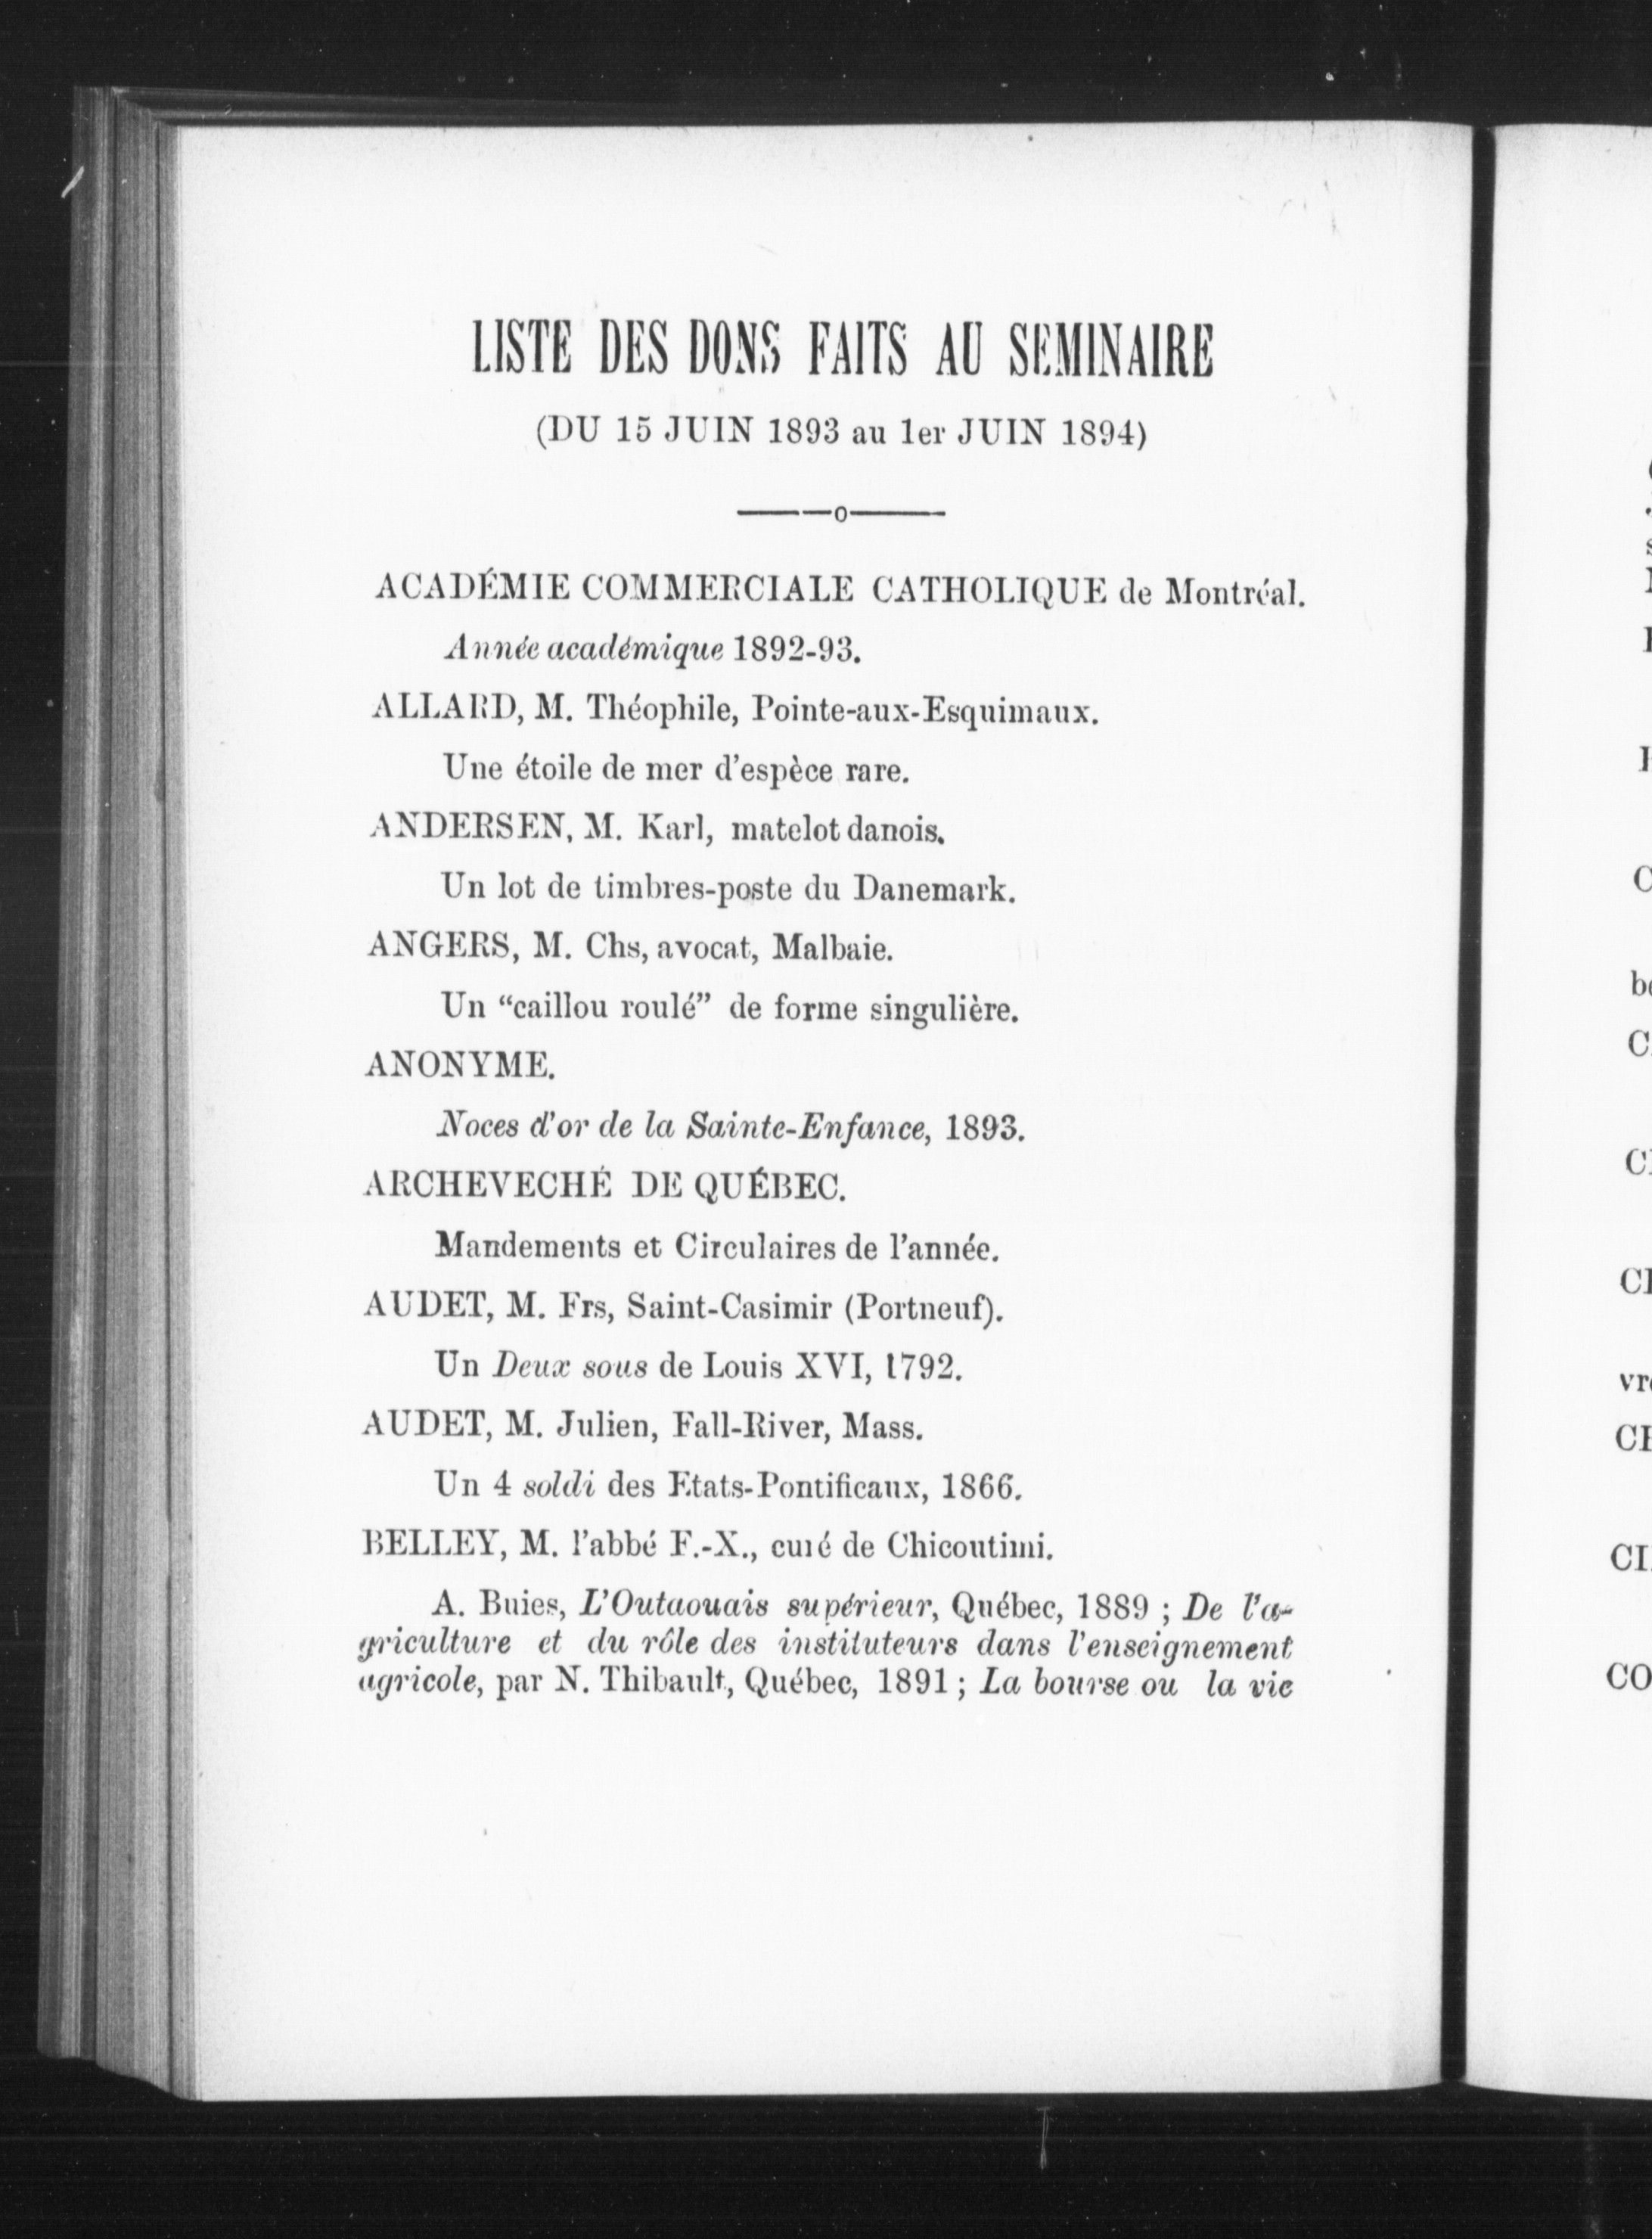 LISTE DES DONS FAITS AU SEMINAIRE
(DU 15 JUIN 1893 au 1er JUIN 1894)
———o———
ACADÉMIE COMMERCIALE CATHOLIQUE de Montréal.
Année académique 1892-93.
ALLARD, M. Théophile, Pointe-aux-Esquimaux.
Une étoile de mer d'espèce rare.
ANDERSEN, M. Karl, matelot danois.
Un lot de timbres-poste du Danemark.
ANGERS, M. Chs, avocat, Malbaie.
Un “caillou roulé” de forme singulière.
ANONYME.
Noces d'or de la Sainte-Enfance, 1893.
ARCHEVECHÉ DE QUÉBEC.
Mandements et Circulaires de l'année.
AUDET, M. Frs, Saint-Casimir (Portneuf).
Un Deux sous de Louis XVI, 1792.
AUDET, M. Julien, Fall-River, Mass.
Un 4 soldi des Etats-Pontificaux, 1866.
BELLEY, M. l'abbé F.-X., curé de Chicoutimi.
A. Buies, L'Outaouais supérieur, Québec, 1889 ; De l'a-
griculture et du rôle des instituteurs dans l'enseignement
agricole, par N. Thibault, Québec, 1891 ; La bourse ou la vie